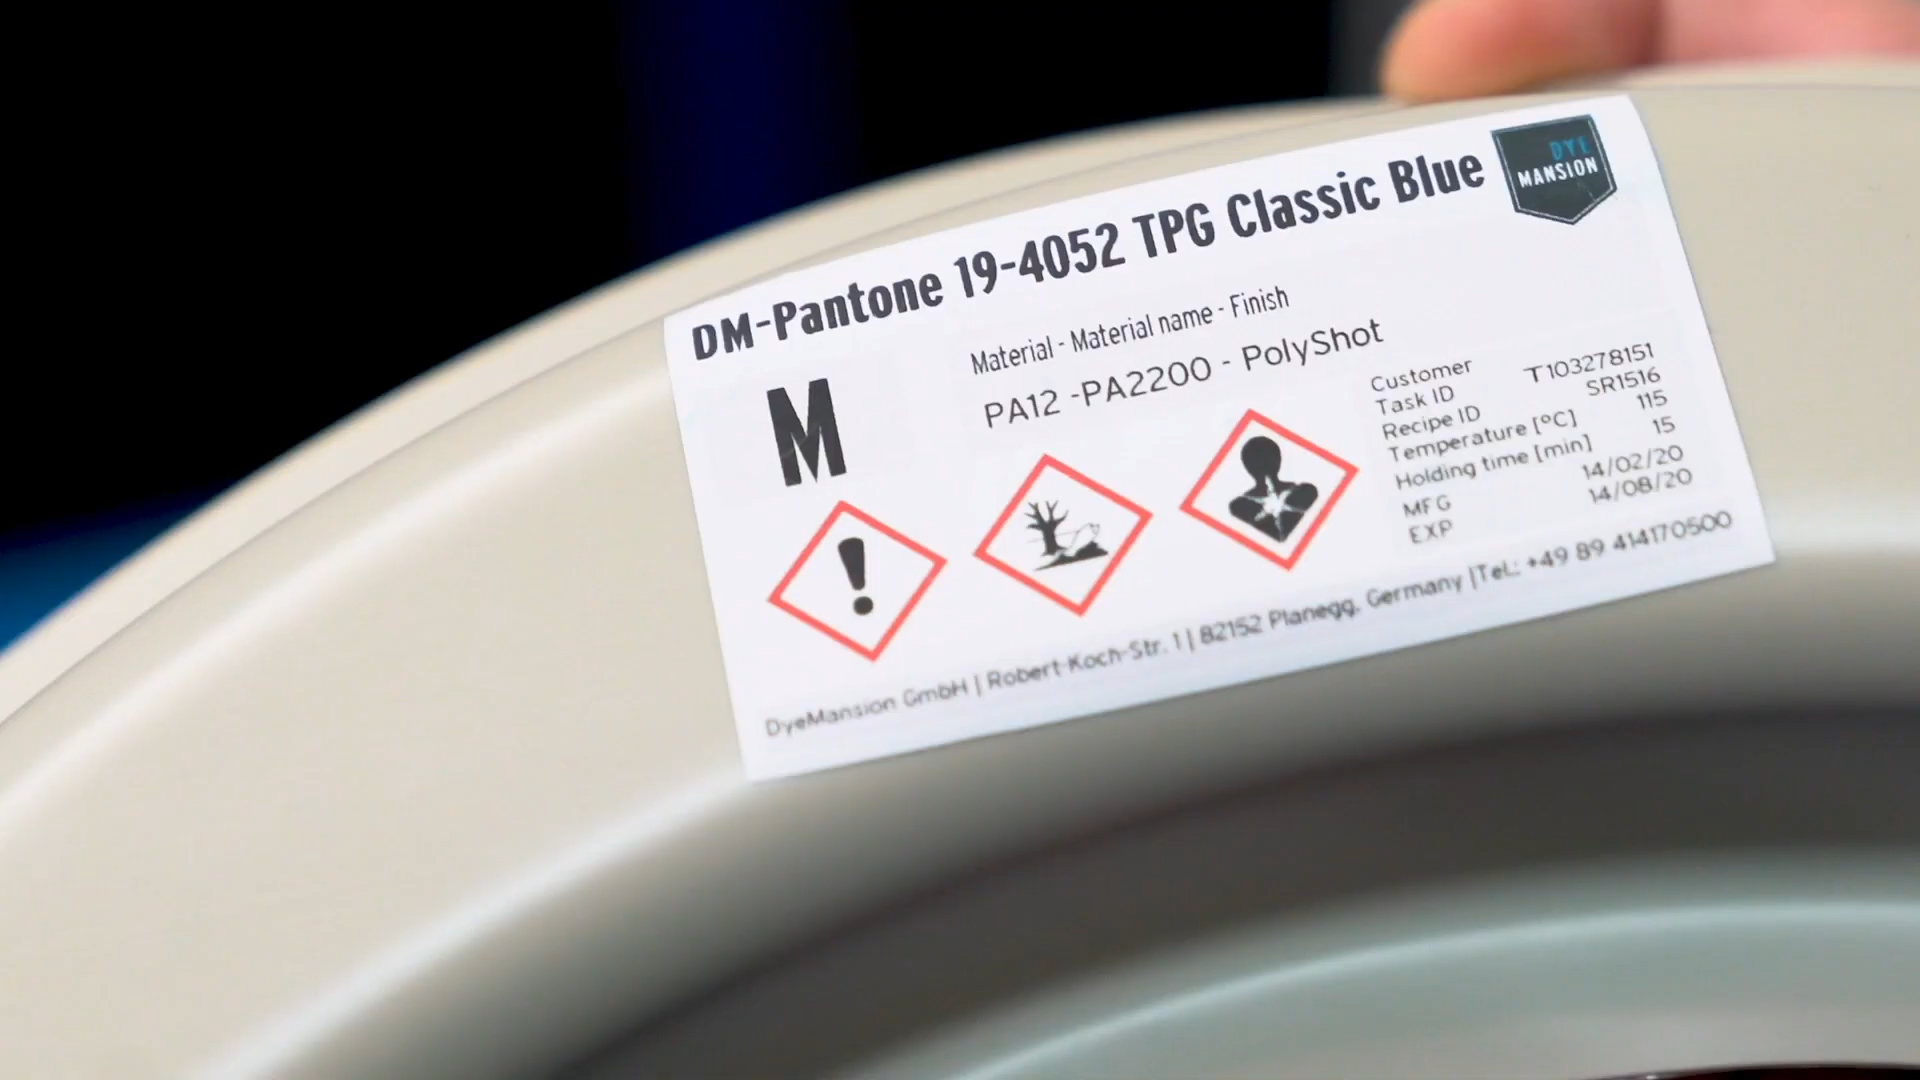 DYE
MANSION
DM-Pantone 19-4052 TPG Classic Blue
M
Material - Material name - Finish
PA12 -PA2200 - PolyShot
Customer
Task ID T103278151
Recipe ID SR1516
Temperature [°C] 115
Holding time [min] 15
MFG 14/02/20
EXP 14/08/20
DyeMansion GmbH | Robert-Koch-Str. 1 | 82152 Planegg, Germany |Tel.: +49 89 414170500